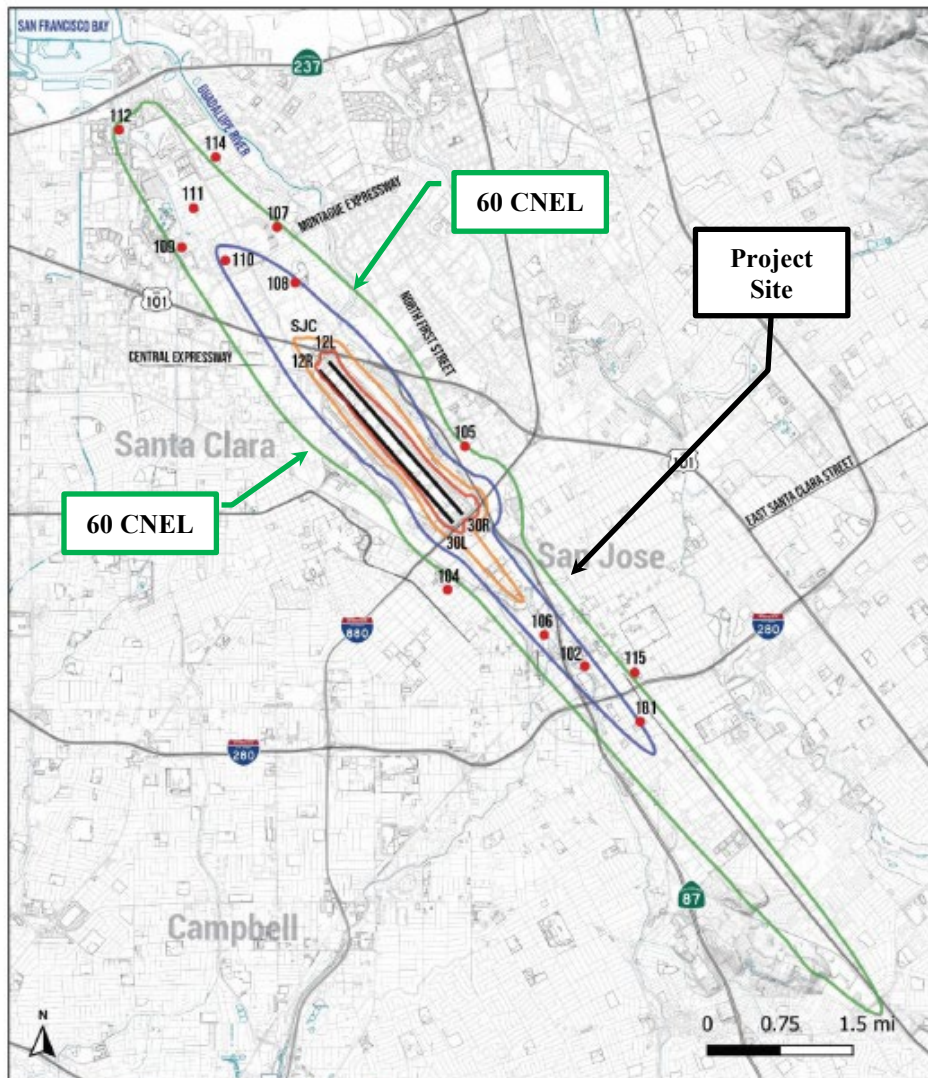 SAN FRANCISCO BAY
237
GUADALUPE RIVER
112
114
111
107
MONTAGUE EXPRESSWAY
60 CNEL
109
110
108
Project
Site
101
SJC
12L
12R
NORTH FIRST STREET
CENTRAL EXPRESSWAY
Santa Clara
105
101
EAST SANTA CLARA STREET
60 CNEL
30R
30L
San Jose
104
880
106
280
102
115
101
280
87
Campbell
N
0 0.75 1.5 mi